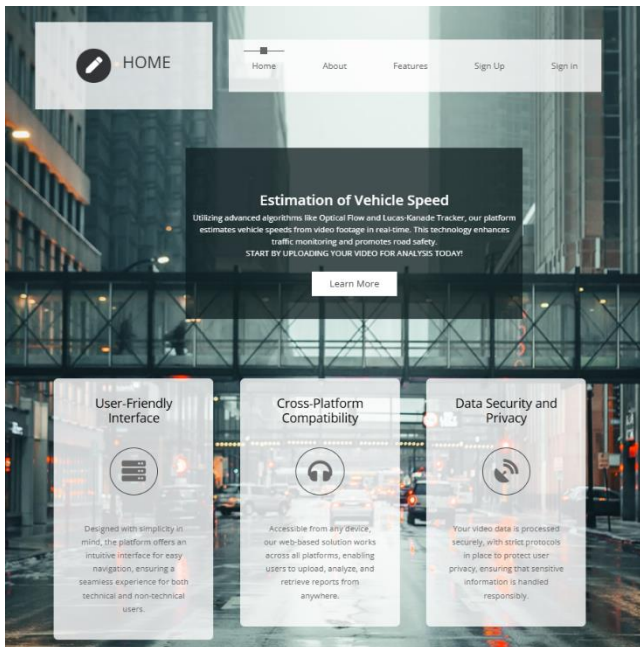 HOME
Home About Features Sign Up Sign in
Estimation of Vehicle Speed
Utilizing advanced algorithms like Optical Flow and Lucas-Kanade Tracker, our platform
estimates vehicle speeds from video footage in real-time. This technology enhances
traffic monitoring and promotes road safety.
START BY UPLOADING YOUR VIDEO FOR ANALYSIS TODAY!
Learn More
User-Friendly
Interface
Designed with simplicity in
mind, the platform offers an
intuitive interface for easy
navigation, ensuring a
seamless experience for both
technical and non-technical
users.
Cross-Platform
Compatibility
Accessible from any device,
our web-based solution works
across all platforms, enabling
users to upload, analyze, and
retrieve reports from
anywhere.
Data Security and
Privacy
Your video data is processed
securely, with strict protocols
in place to protect user
privacy, ensuring that sensitive
information is handled
responsibly.